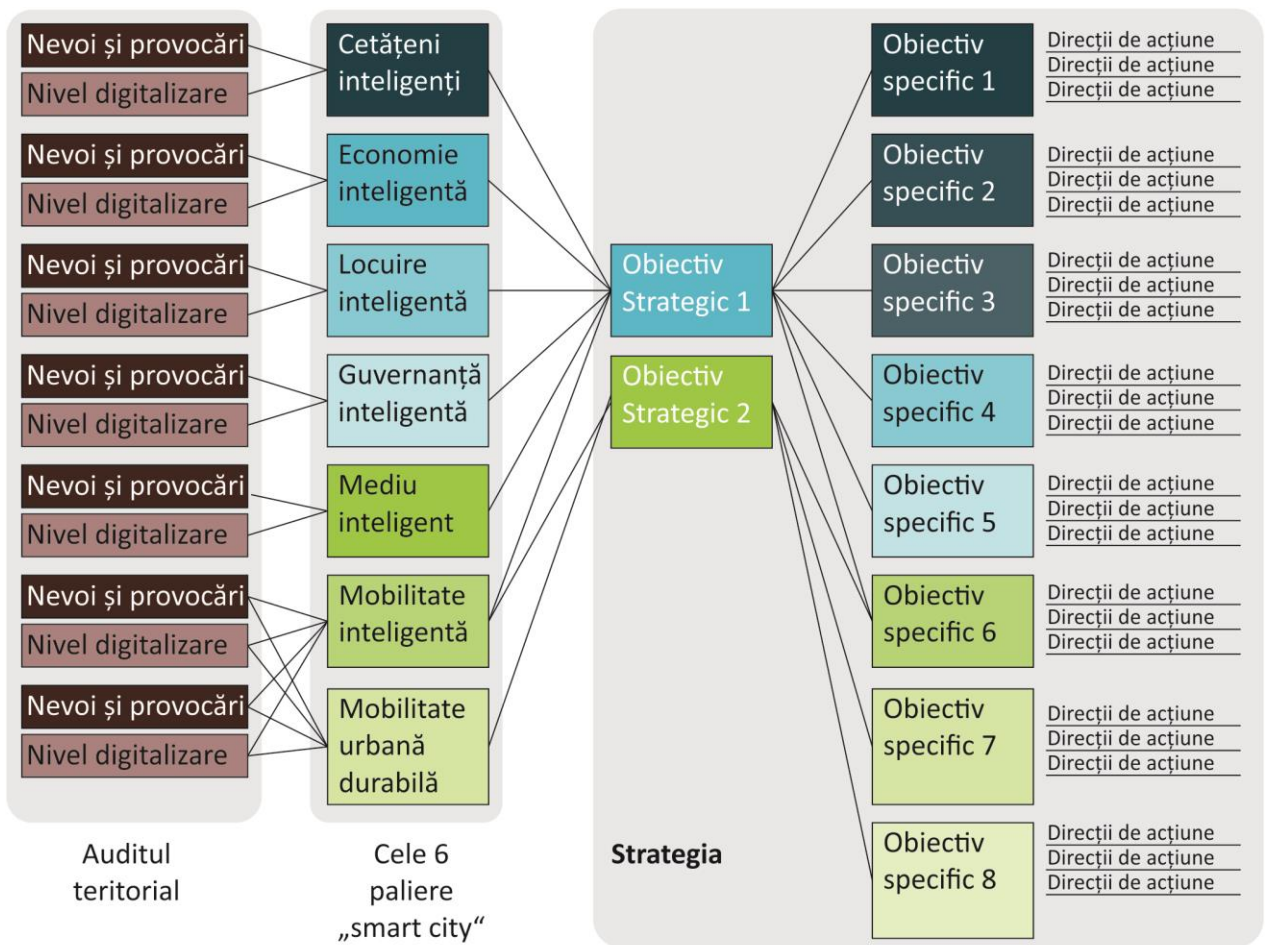 Nevoi și provocări
Nivel digitalizare
Nevoi și provocări
Nivel digitalizare
Nevoi și provocări
Nivel digitalizare
Nevoi și provocări
Nivel digitalizare
Nevoi și provocări
Nivel digitalizare
Nevoi și provocări
Nivel digitalizare
Nevoi și provocări
Nivel digitalizare
Auditul
teritorial
Cetățeni
inteligenți
Economie
inteligentă
Locuire
inteligentă
Guvernanță
inteligentă
Mediu
inteligent
Mobilitate
inteligentă
Mobilitate
urbană
durabilă
Cele 6
paliere
„smart city“
Obiectiv
Strategic 1
Obiectiv
Strategic 2
Strategia
Obiectiv
specific 1
Direcții de acțiune
Direcții de acțiune
Direcții de acțiune
Obiectiv
specific 2
Direcții de acțiune
Direcții de acțiune
Direcții de acțiune
Obiectiv
specific 3
Direcții de acțiune
Direcții de acțiune
Direcții de acțiune
Obiectiv
specific 4
Direcții de acțiune
Direcții de acțiune
Direcții de acțiune
Obiectiv
specific 5
Direcții de acțiune
Direcții de acțiune
Direcții de acțiune
Obiectiv
specific 6
Direcții de acțiune
Direcții de acțiune
Direcții de acțiune
Obiectiv
specific 7
Direcții de acțiune
Direcții de acțiune
Direcții de acțiune
Obiectiv
specific 8
Direcții de acțiune
Direcții de acțiune
Direcții de acțiune